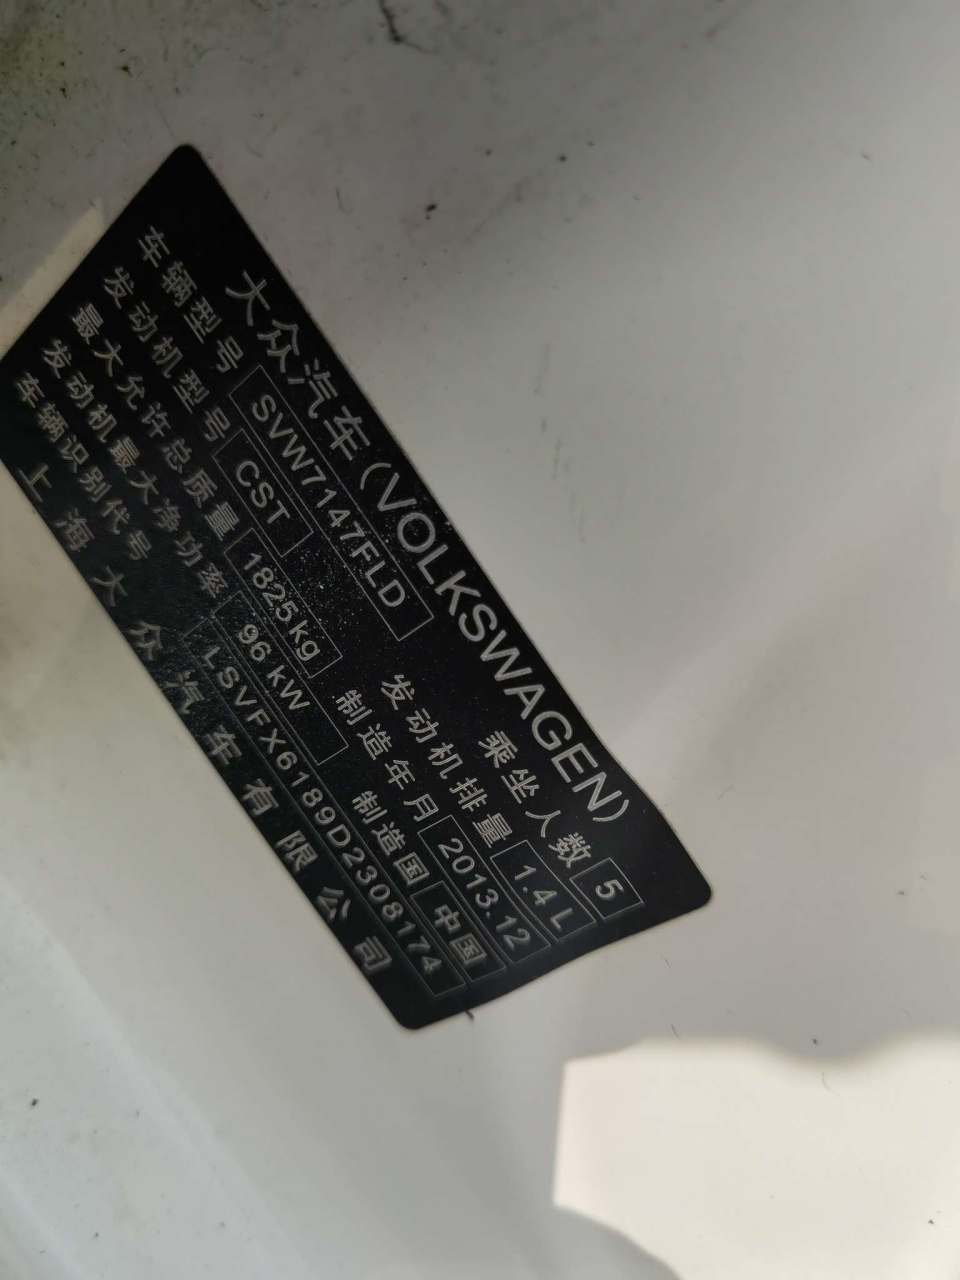 大众汽车(VOLKSWAGEN)
车辆型号 SVW7147FLD 乘坐人数 5
发动机型号 CST 发动机排量 1.4 L
最大允许总质量 1825kg 制造年月 2013.12
发动机最大净功率 96 kW 制造国 中国
车辆识别代号 LSVFX6189D2308174
上海大众汽车有限公司